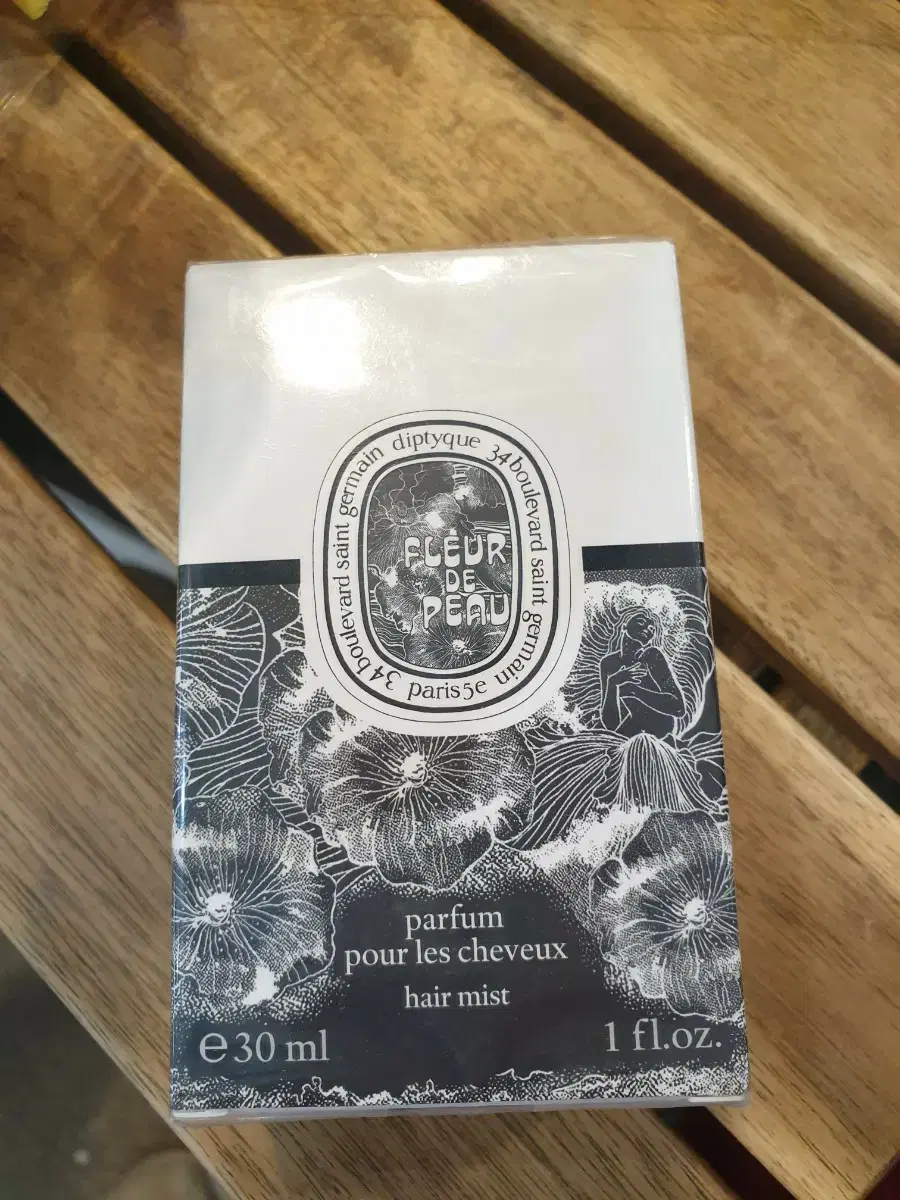 diptyque 34 boulevard saint germain paris 5e 34 boulevard saint germain
FLEUR
DE
PEAU
parfum
pour les cheveux
hair mist
℮ 30 ml
1 fl.oz.